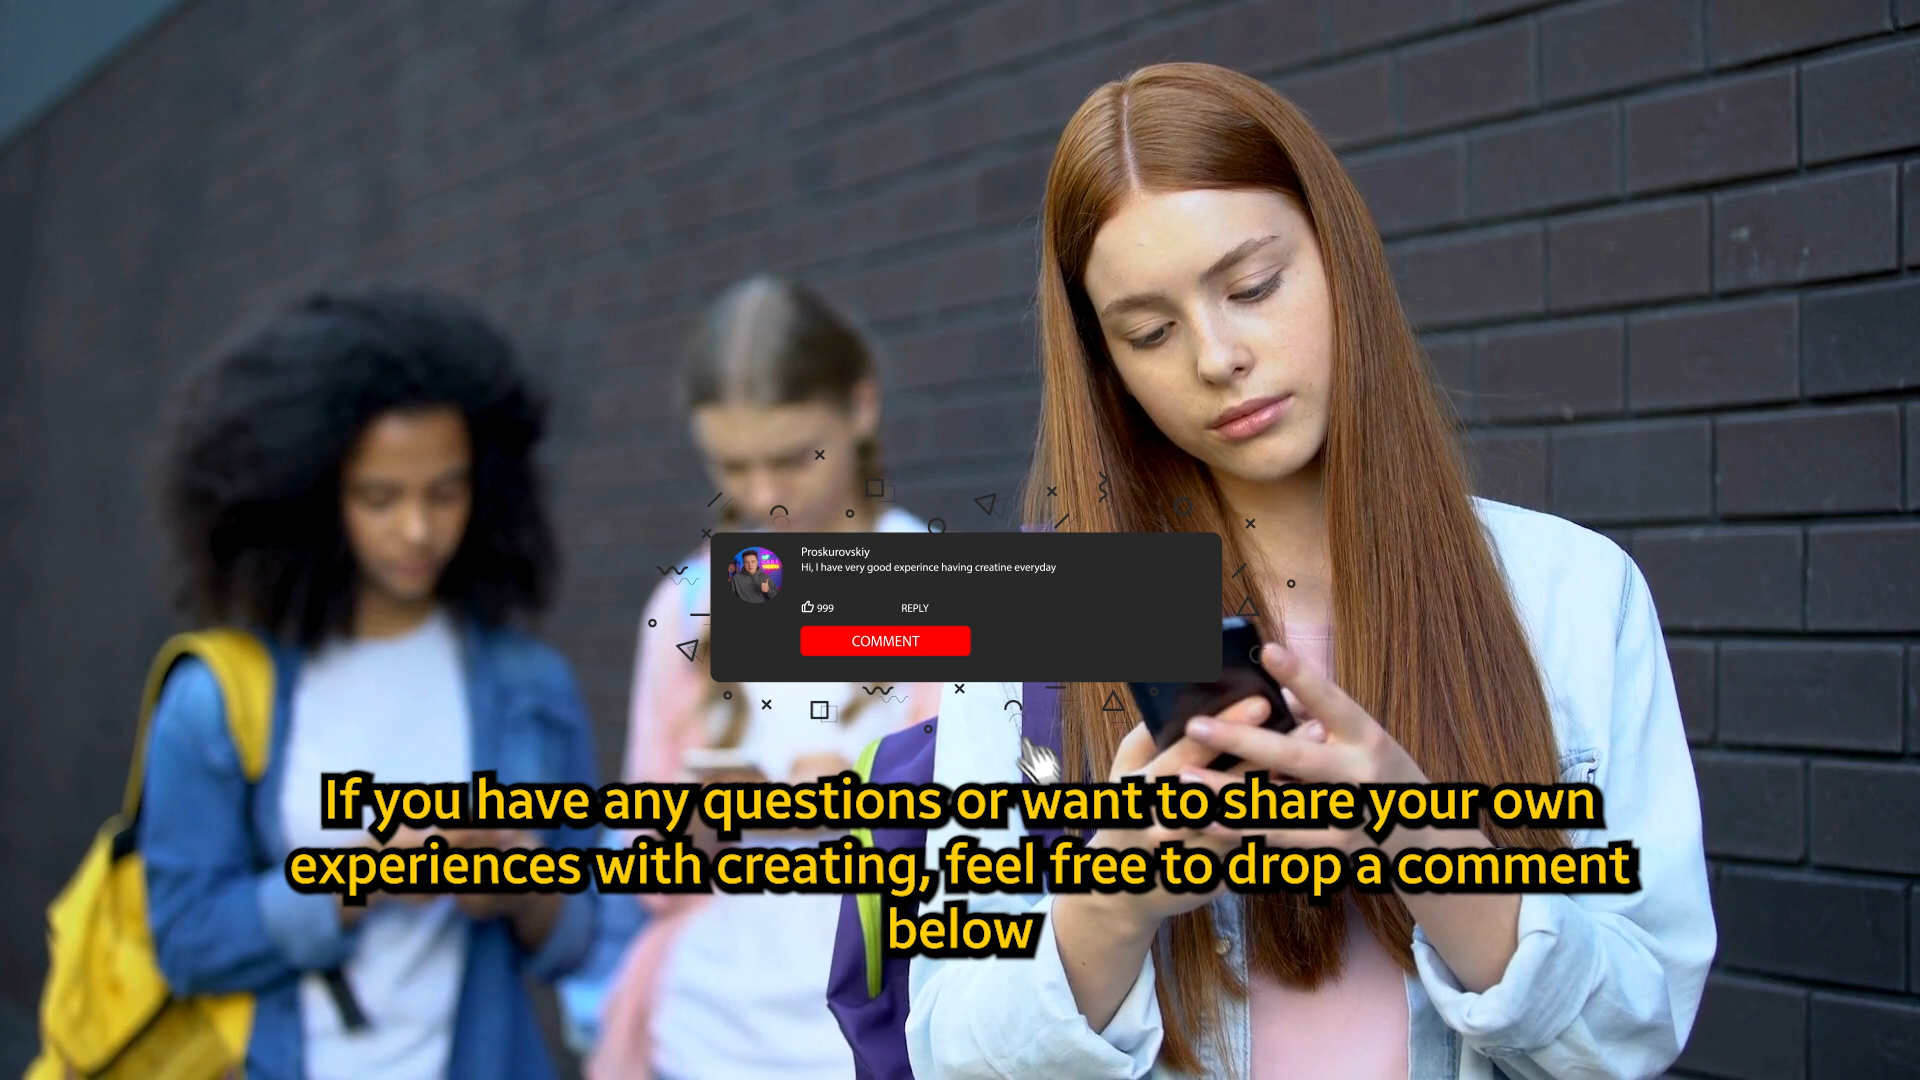 Proskurovskiy
Hi, I have very good experince having creatine everyday
999
REPLY
COMMENT
If you have any questions or want to share your own
experiences with creating, feel free to drop a comment
below